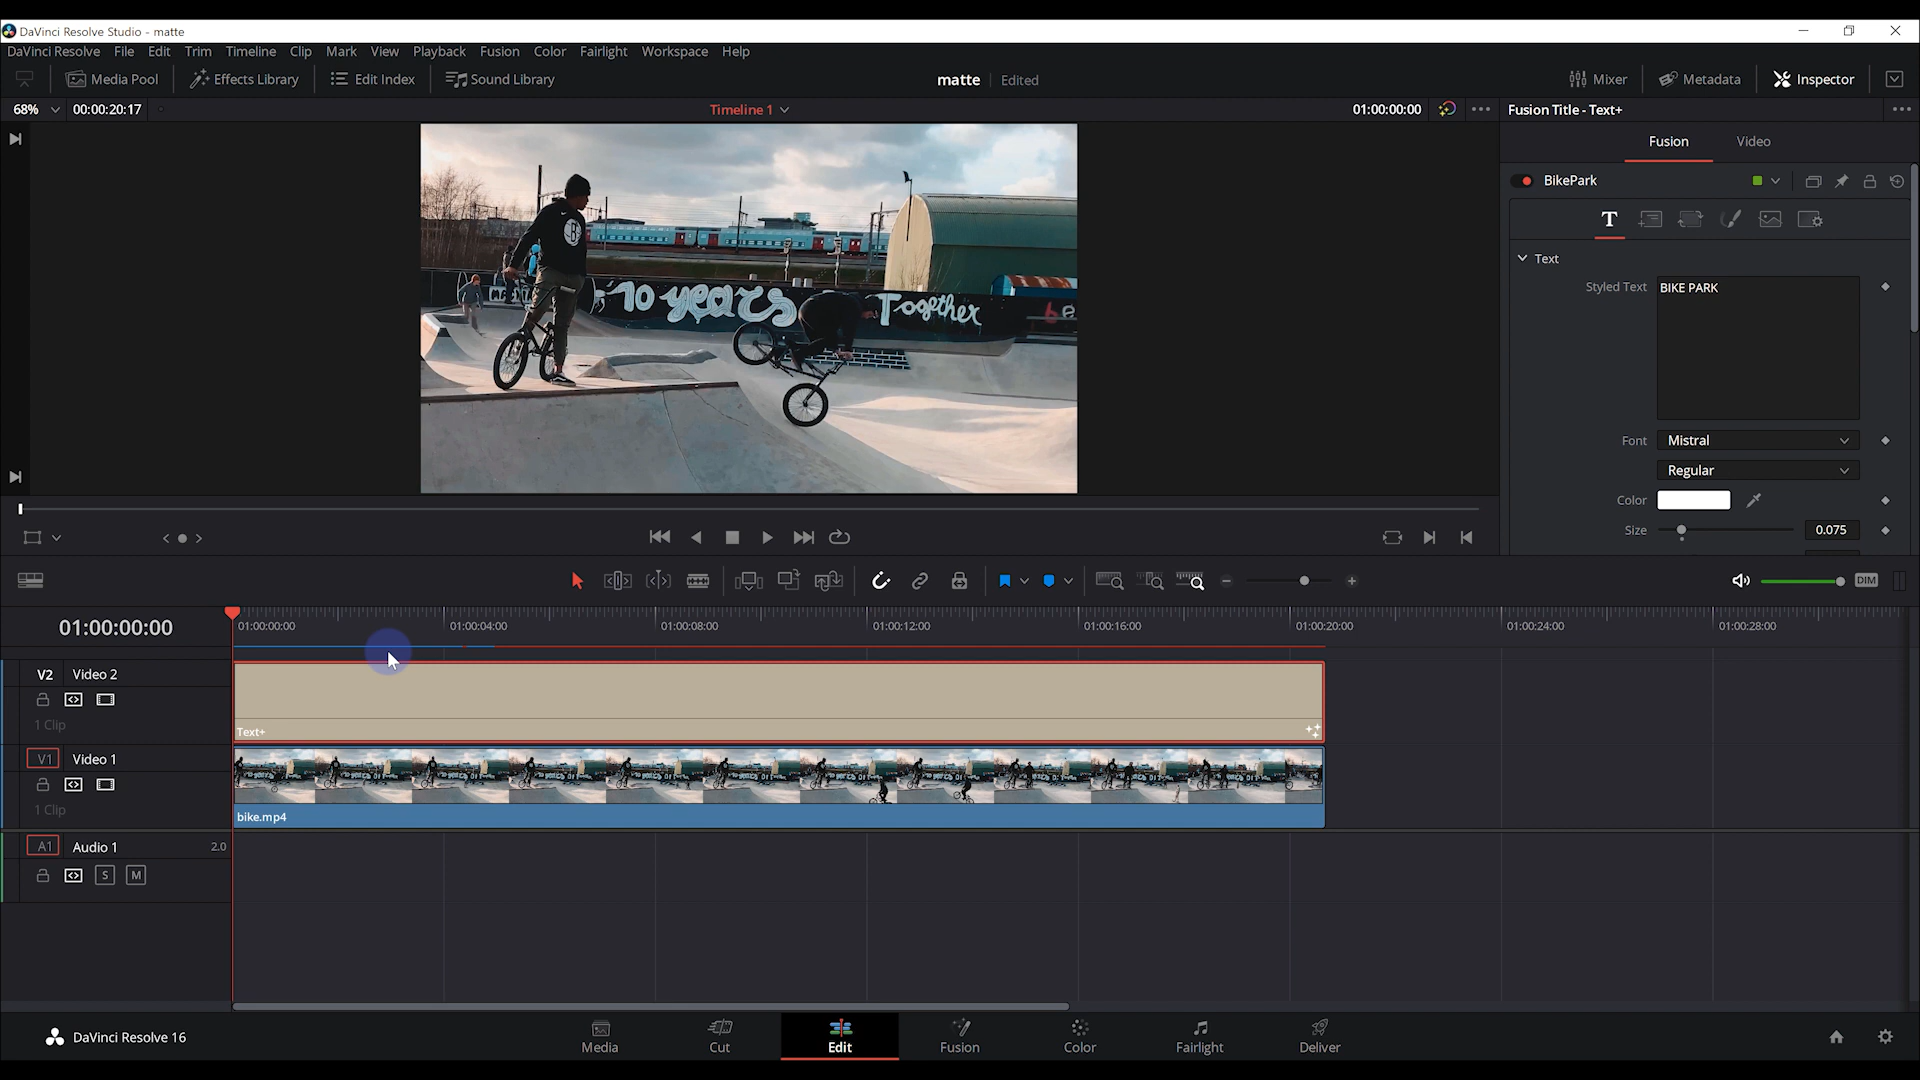 DaVinci Resolve Studio - matte
DaVinci Resolve File Edit Trim Timeline Clip Mark View Playback Fusion Color Fairlight Workspace Help
Media Pool Effects Library Edit Index Sound Library matte Edited Mixer Metadata Inspector
68% 00:00:20:17 Timeline 1 01:00:00:00 Fusion Title - Text+
Fusion Video
BikePark
T
Text
Styled Text BIKE PARK
10 years Together
Font Mistral
Regular
Color
Size 0.075
DIM
01:00:00:00 01:00:00:00 01:00:04:00 01:00:08:00 01:00:12:00 01:00:16:00 01:00:20:00 01:00:24:00 01:00:28:00
V2 Video 2
1 Clip
Text+
V1 Video 1
1 Clip
bike.mp4
A1 Audio 1 2.0
S M
DaVinci Resolve 16 Media Cut Edit Fusion Color Fairlight Deliver